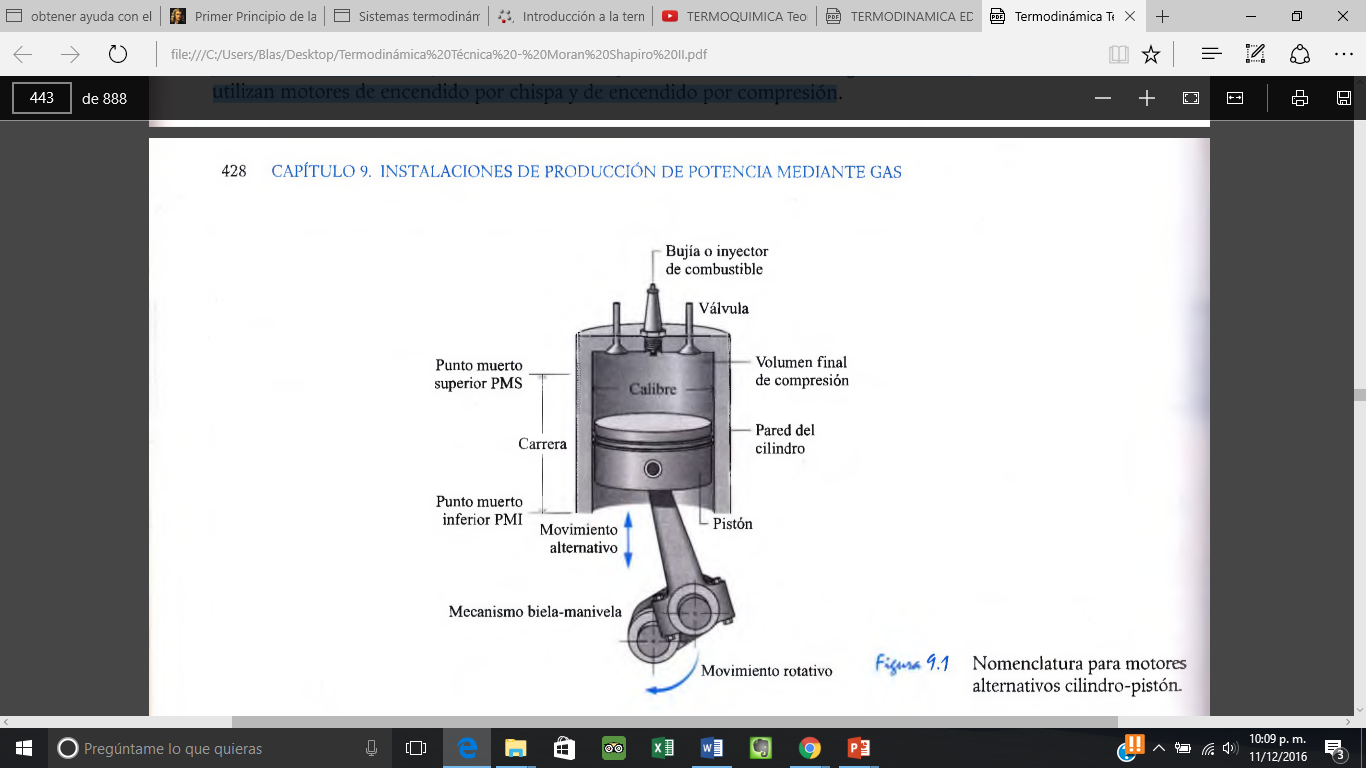 obtener ayuda con el
Primer Principio de la
Sistemas termodinám
Introducción a la tern
TERMOQUIMICA Teo
TERMODINAMICA ED
Termodinámica Te
file:///C:/Users/Blas/Desktop/Termodinámica%20Técnica%20-%20Moran%20Shapiro%20II.pdf
443 de 888
utilizan motores de encendido por chispa y de encendido por compresión.
428 CAPÍTULO 9. INSTALACIONES DE PRODUCCIÓN DE POTENCIA MEDIANTE GAS
Bujía o inyector
de combustible
Válvula
Punto muerto
superior PMS
Volumen final
de compresión
Calibre
Pared del
cilindro
Carrera
Punto muerto
inferior PMI
Pistón
Movimiento
alternativo
Mecanismo biela-manivela
Movimiento rotativo
Figura 9.1 Nomenclatura para motores
alternativos cilindro-pistón.
Pregúntame lo que quieras
10:09 p. m.
11/12/2016
3